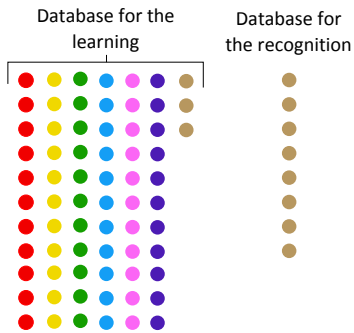 Database for the
learning
Database for
the recognition